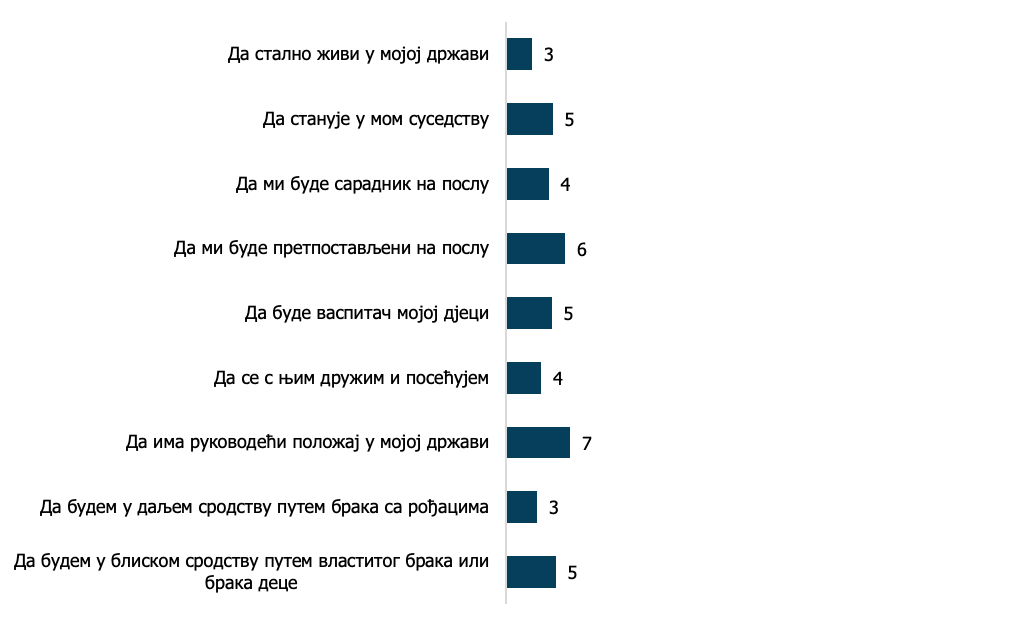 Да стално живи у мојој држави 3
Да станује у мом суседству 5
Да ми буде сарадник на послу 4
Да ми буде претпостављени на послу 6
Да буде васпитач мојој дјеци 5
Да се с њим дружим и посећујем 4
Да има руководећи положај у мојој држави 7
Да будем у даљем сродству путем брака са рођацима 3
Да будем у блиском сродству путем властитог брака или
брака деце 5